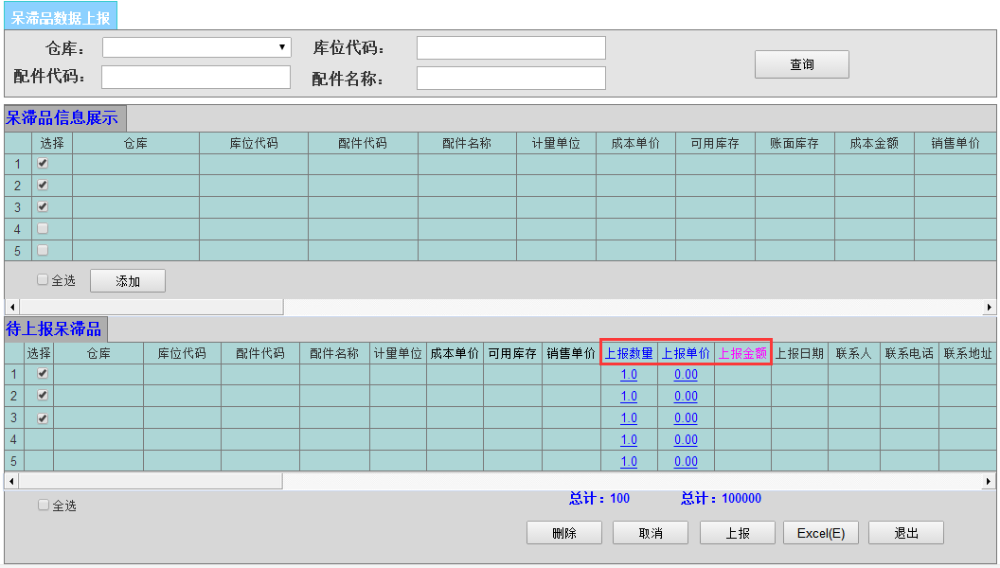 呆滞品数据上报
仓库： 库位代码：
配件代码： 配件名称：
查询
呆滞品信息展示
选择 仓库 库位代码 配件代码 配件名称 计量单位 成本单价 可用库存 账面库存 成本金额 销售单价
1
2
3
4
5
全选 添加
待上报呆滞品
选择 仓库 库位代码 配件代码 配件名称 计量单位 成本单价 可用库存 销售单价 上报数量 上报单价 上报金额 上报日期 联系人 联系电话 联系地址
1 1.0 0.00
2 1.0 0.00
3 1.0 0.00
4 1.0 0.00
5 1.0 0.00
全选 总计：100 总计：100000
删除 取消 上报 Excel(E) 退出